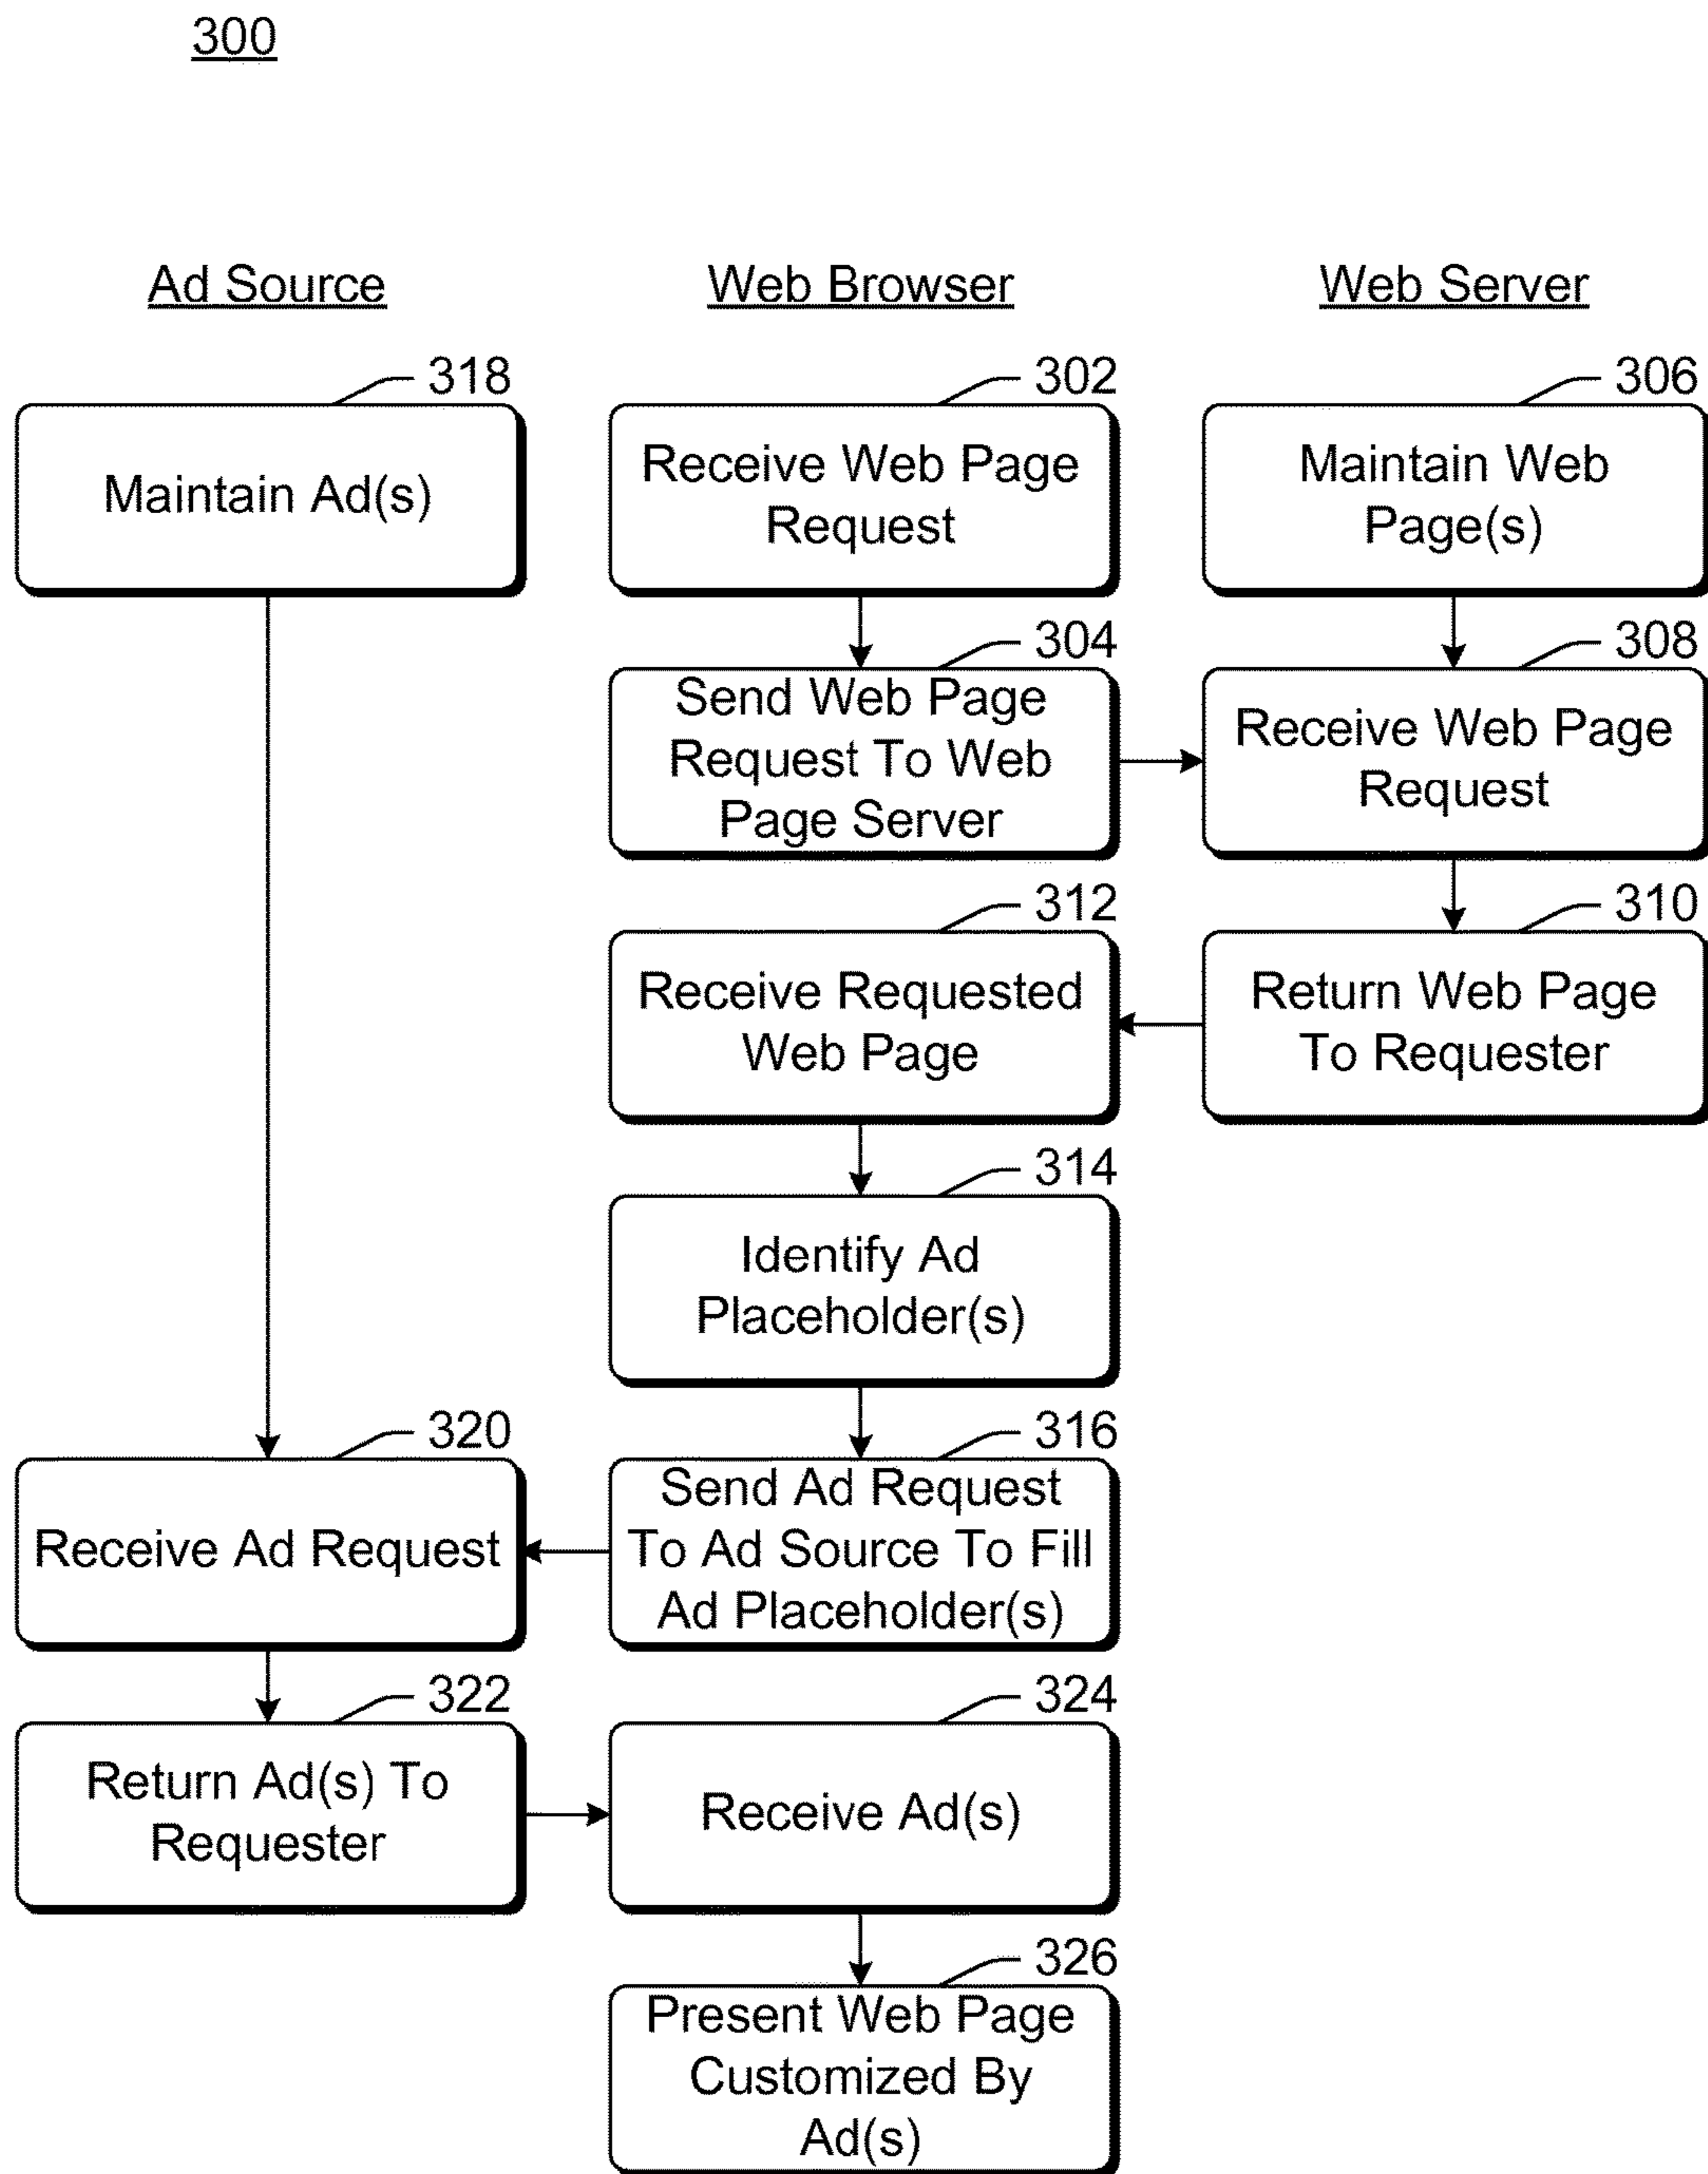 300
Ad Source
Web Browser
Web Server
318
302
306
Maintain Ad(s)
Receive Web Page
Request
Maintain Web
Page(s)
304
308
Send Web Page
Request To Web
Page Server
Receive Web Page
Request
312
310
Receive Requested
Web Page
Return Web Page
To Requester
314
Identify Ad
Placeholder(s)
320
316
Receive Ad Request
Send Ad Request
To Ad Source To Fill
Ad Placeholder(s)
322
324
Return Ad(s) To
Requester
Receive Ad(s)
326
Present Web Page
Customized By
Ad(s)